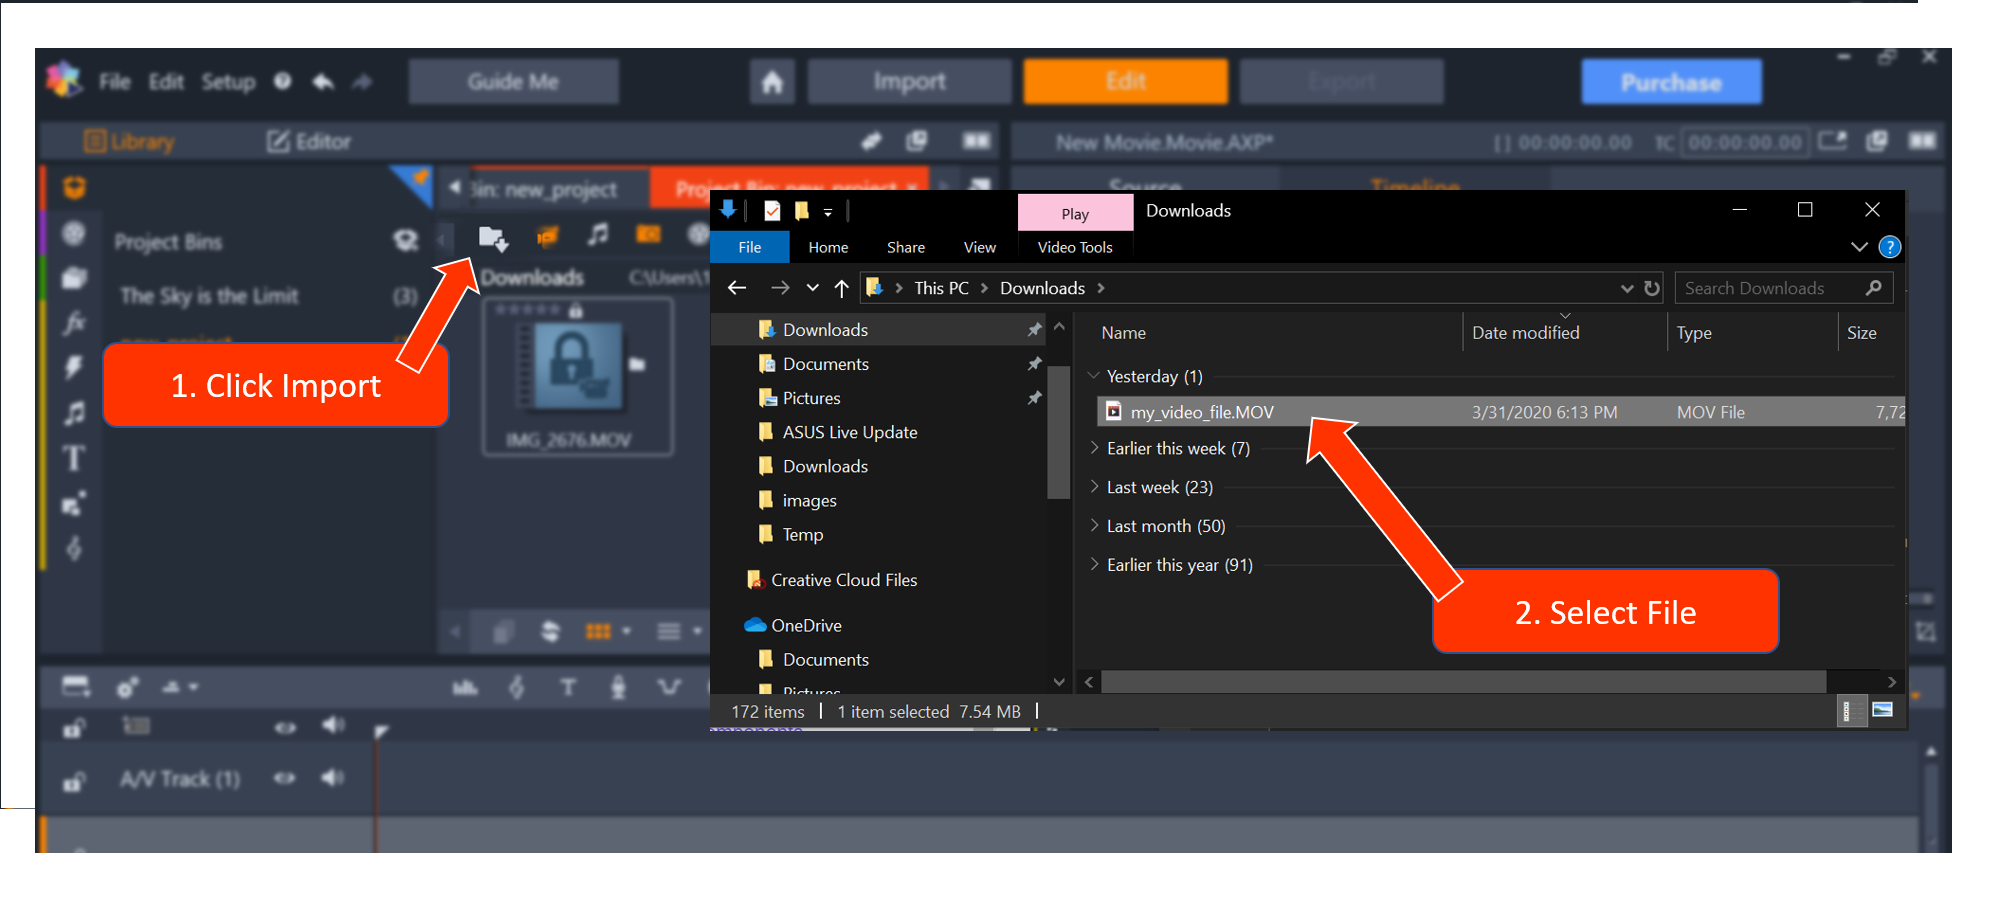 File Edit Setup
Guide Me
Import
Edit
Export
Purchase
Library
Editor
New Movie.Movie.AXP*
[ ] 00:00:00.00
TC 00:00:00.00
Bin: new_project
Project Bin: new_project
Source
Timeline
Project Bins
The Sky is the Limit (3)
new_project
Downloads
C:\Users\1
IMG_2676.MOV
1. Click Import
Play
Downloads
File
Home
Share
View
Video Tools
This PC > Downloads >
Search Downloads
Downloads
Documents
Pictures
ASUS Live Update
Downloads
images
Temp
Creative Cloud Files
OneDrive
Documents
Pictures
Name
Date modified
Type
Size
Yesterday (1)
my_video_file.MOV
3/31/2020 6:13 PM
MOV File
7,72
Earlier this week (7)
Last week (23)
Last month (50)
Earlier this year (91)
2. Select File
172 items
1 item selected 7.54 MB
A/V Track (1)